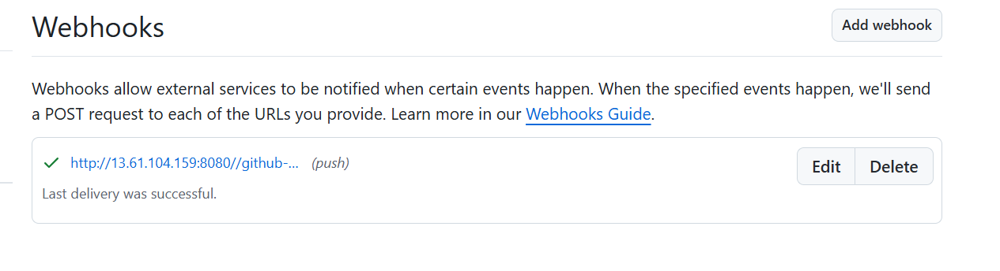 Webhooks
Add webhook
Webhooks allow external services to be notified when certain events happen. When the specified events happen, we'll send
a POST request to each of the URLs you provide. Learn more in our Webhooks Guide.
http://13.61.104.159:8080//github-... (push)
Edit
Delete
Last delivery was successful.